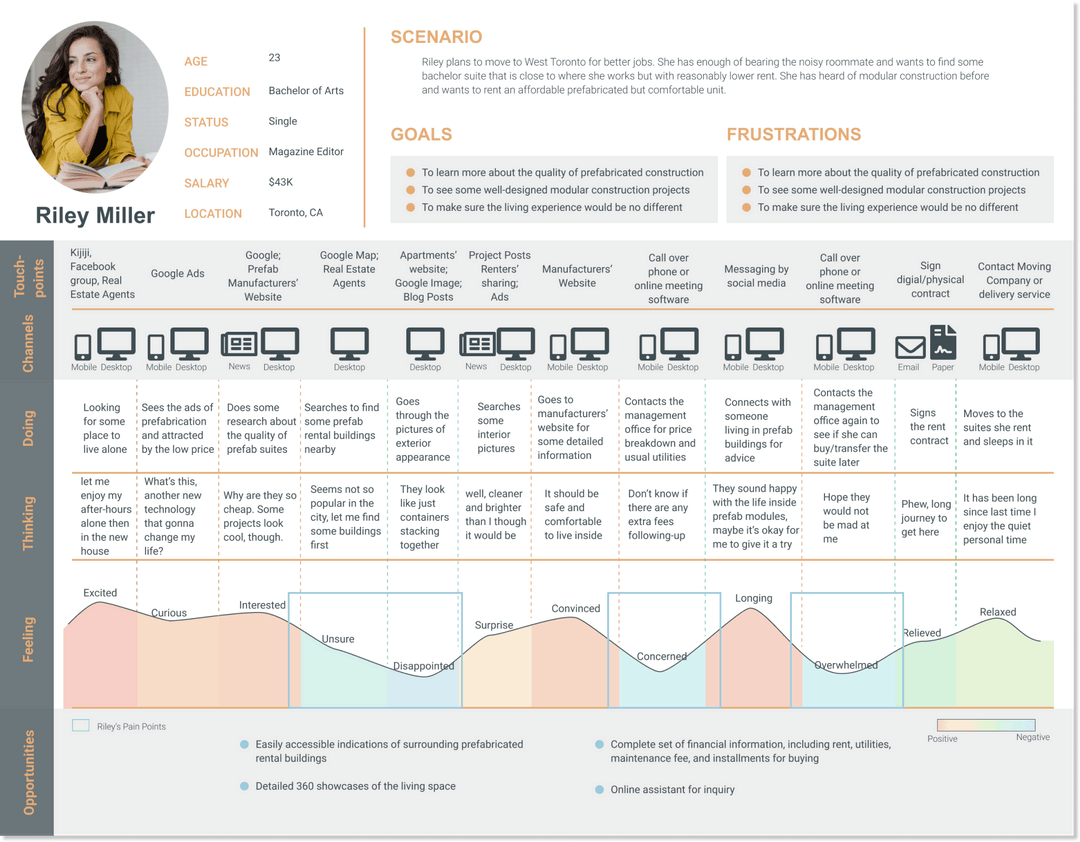 Riley Miller
AGE 23
EDUCATION Bachelor of Arts
STATUS Single
OCCUPATION Magazine Editor
SALARY $43K
LOCATION Toronto, CA
SCENARIO
Riley plans to move to West Toronto for better jobs. She has enough of bearing the noisy roommate and wants to find some
bachelor suite that is close to where she works but with reasonably lower rent. She has heard of modular construction before
and wants to rent an affordable prefabricated but comfortable unit.
GOALS
To learn more about the quality of prefabricated construction
To see some well-designed modular construction projects
To make sure the living experience would be no different
FRUSTRATIONS
To learn more about the quality of prefabricated construction
To see some well-designed modular construction projects
To make sure the living experience would be no different
Touch-
points
Kijiji,
Facebook
group, Real
Estate Agents
Google Ads
Google;
Prefab
Manufacturers'
Website
Google Map;
Real Estate
Agents
Apartments'
website;
Google Image;
Blog Posts
Project Posts
Renters'
sharing;
Ads
Manufacturers'
Website
Call over
phone or
online meeting
software
Messaging by
social media
Call over
phone or
online meeting
software
Sign
digial/physical
contract
Contact Moving
Company or
delivery service
Channels
Mobile Desktop
Mobile Desktop
News Desktop
Desktop
Desktop
News Desktop
Mobile Desktop
Mobile Desktop
Mobile Desktop
Mobile Desktop
Email Paper
Mobile Desktop
Doing
Looking
for some
place to
live alone
Sees the ads of
prefabrication
and attracted
by the low price
Does some
research about
the quality of
prefab suites
Searches to find
some prefab
rental buildings
nearby
Goes
through the
pictures of
exterior
appearance
Searches
some
interior
pictures
Goes to
manufacturers'
website for
some detailed
information
Contacts the
management
office for price
breakdown and
usual utilities
Connects with
someone
living in prefab
buildings for
advice
Contacts the
management
office again to
see if she can
buy/transfer the
suite later
Signs
the rent
contract
Moves to the
suites she rent
and sleeps in it
Thinking
let me
enjoy my
after-hours
alone then
in the new
house
What's this,
another new
technology
that gonna
change my
life?
Why are they so
cheap. Some
projects look
cool, though.
Seems not so
popular in the
city, let me find
some buildings
first
They look
like just
containers
stacking
together
well, cleaner
and brighter
than I though
it would be
It should be
safe and
comfortable
to live inside
Don't know if
there are any
extra fees
following-up
They sound happy
with the life inside
prefab modules,
maybe it's okay for
me to give it a try
Hope they
would not
be mad at
me
Phew, long
journey to
get here
It has been long
since last time I
enjoy the quiet
personal time
Feeling
Excited
Curious
Interested
Unsure
Disappointed
Surprise
Convinced
Concerned
Longing
Overwhelmed
Relieved
Relaxed
Opportunities
Riley's Pain Points
Easily accessible indications of surrounding prefabricated
rental buildings
Detailed 360 showcases of the living space
Complete set of financial information, including rent, utilities,
maintenance fee, and installments for buying
Online assistant for inquiry
Positive Negative